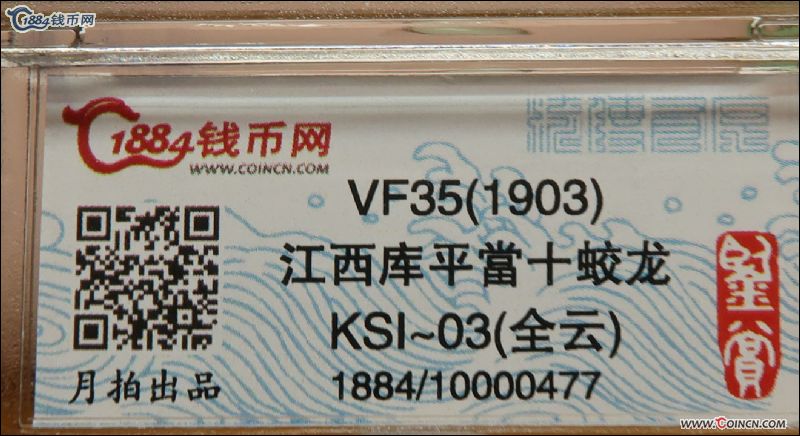 1884钱币网
1884钱币网
WWW.COINCN.COM
VF35(1903)
江西库平當十蛟龙
KSI~03(全云)
月拍出品
1884/10000477
鉴赏
www.CoinCN.com